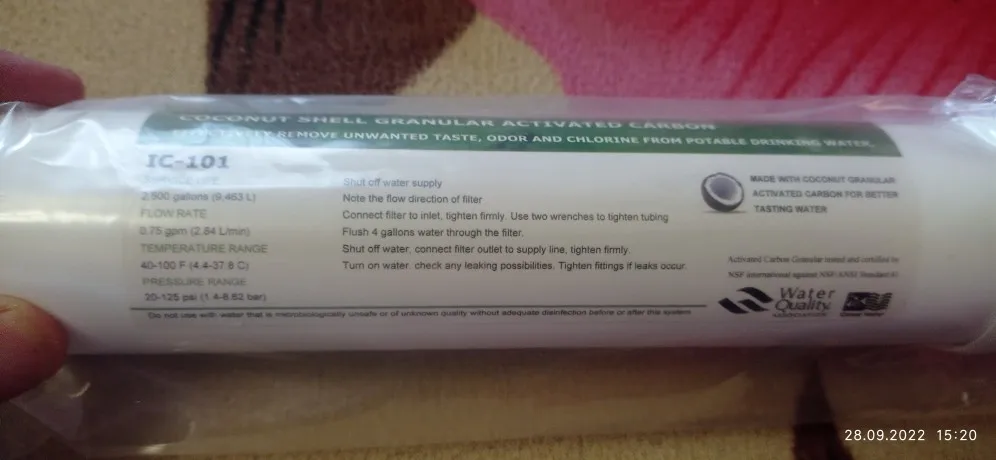 COCONUT SHELL GRANULAR ACTIVATED CARBON
REMOVE UNWANTED TASTE, ODOR AND CHLORINE FROM POTABLE DRINKING WATER.
IC-101
2,500 gallons (9,463 L)
FLOW RATE
0.75 gpm (2.84 L/min)
TEMPERATURE RANGE
40-100 F (4.4-37.8 C)
PRESSURE RANGE
20-125 psi (1.4-8.62 bar)
Shut off water supply
Note the flow direction of filter
Connect filter to inlet, tighten firmly. Use two wrenches to tighten tubing
Flush 4 gallons water through the filter.
Shut off water, connect filter outlet to supply line, tighten firmly.
Turn on water. check any leaking possibilities. Tighten fittings if leaks occur.
MADE WITH COCONUT GRANULAR
ACTIVATED CARBON FOR BETTER
TASTING WATER
Activated Carbon Granular tested and certified by
NSF international against NSF/ANSI Standard
Water
Quality
ASSOCIATION
Do not use with water that is microbiologically unsafe or of unknown quality without adequate disinfection before or after this system
28.09.2022 15:20